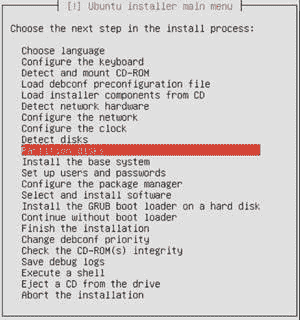 [!] Ubuntu installer main menu
Choose the next step in the install process:
Choose language
Configure the keyboard
Detect and mount CD-ROM
Load debconf preconfiguration file
Load installer components from CD
Detect network hardware
Configure the network
Configure the clock
Detect disks
Partition disks
Install the base system
Set up users and passwords
Configure the package manager
Select and install software
Install the GRUB boot loader on a hard disk
Continue without boot loader
Finish the installation
Change debconf priority
Check the CD-ROM(s) integrity
Save debug logs
Execute a shell
Eject a CD from the drive
Abort the installation